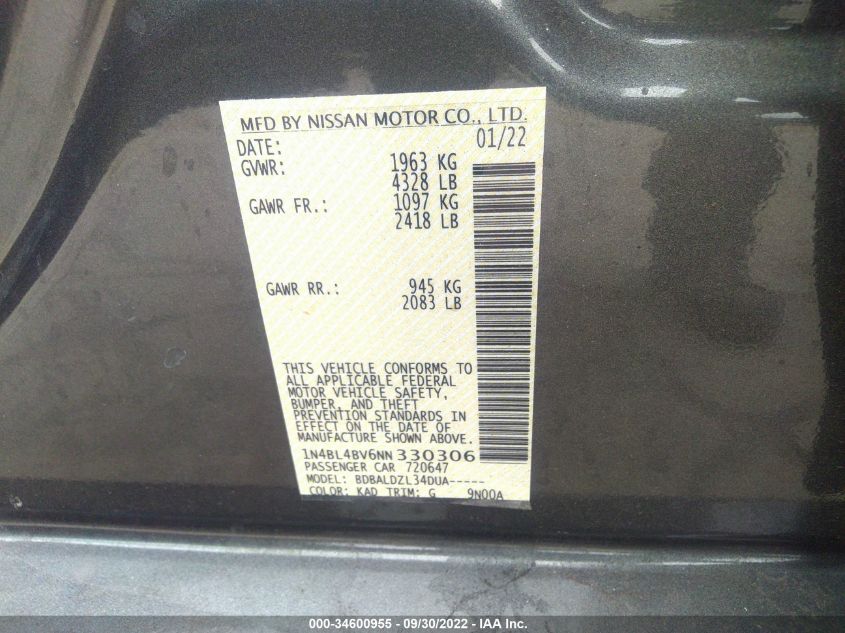 MFD BY NISSAN MOTOR CO., LTD.
DATE: 01/22
GVWR: 1963 KG
4328 LB
GAWR FR.: 1097 KG
2418 LB
GAWR RR.: 945 KG
2083 LB
THIS VEHICLE CONFORMS TO
ALL APPLICABLE FEDERAL
MOTOR VEHICLE SAFETY,
BUMPER, AND THEFT
PREVENTION STANDARDS IN
EFFECT ON THE DATE OF
MANUFACTURE SHOWN ABOVE.
1N4BL4BV6NN 330306
PASSENGER CAR 720647
MODEL: BDBALDZL34DUA-----
COLOR: KAD TRIM: G 9N00A
000-34600955 - 09/30/2022 - IAA Inc.